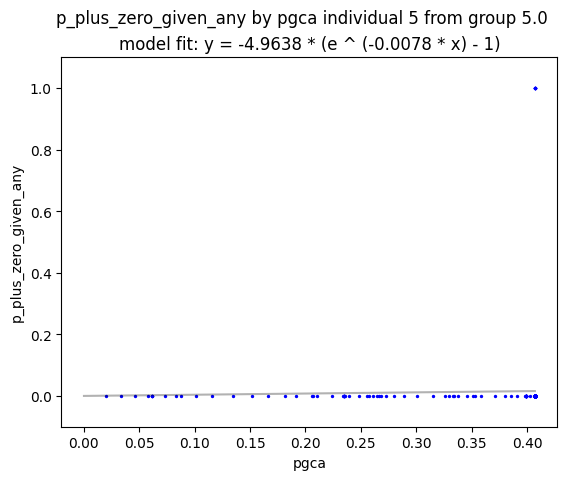 p_plus_zero_given_any by pgca individual 5 from group 5.0
model fit: y = -4.9638 * (e ^ (-0.0078 * x) - 1)
1.0
0.8
0.6
0.4
0.2
0.0
p_plus_zero_given_any
0.00 0.05 0.10 0.15 0.20 0.25 0.30 0.35 0.40
pgca